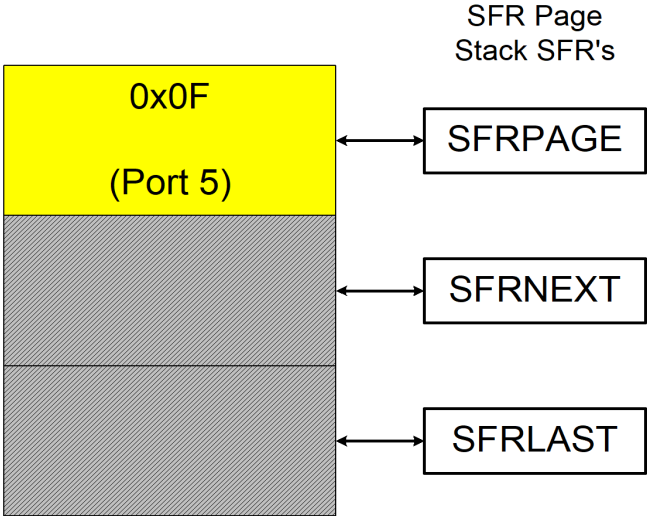 SFR Page
Stack SFR's
0x0F
(Port 5)
SFRPAGE
SFRNEXT
SFRLAST